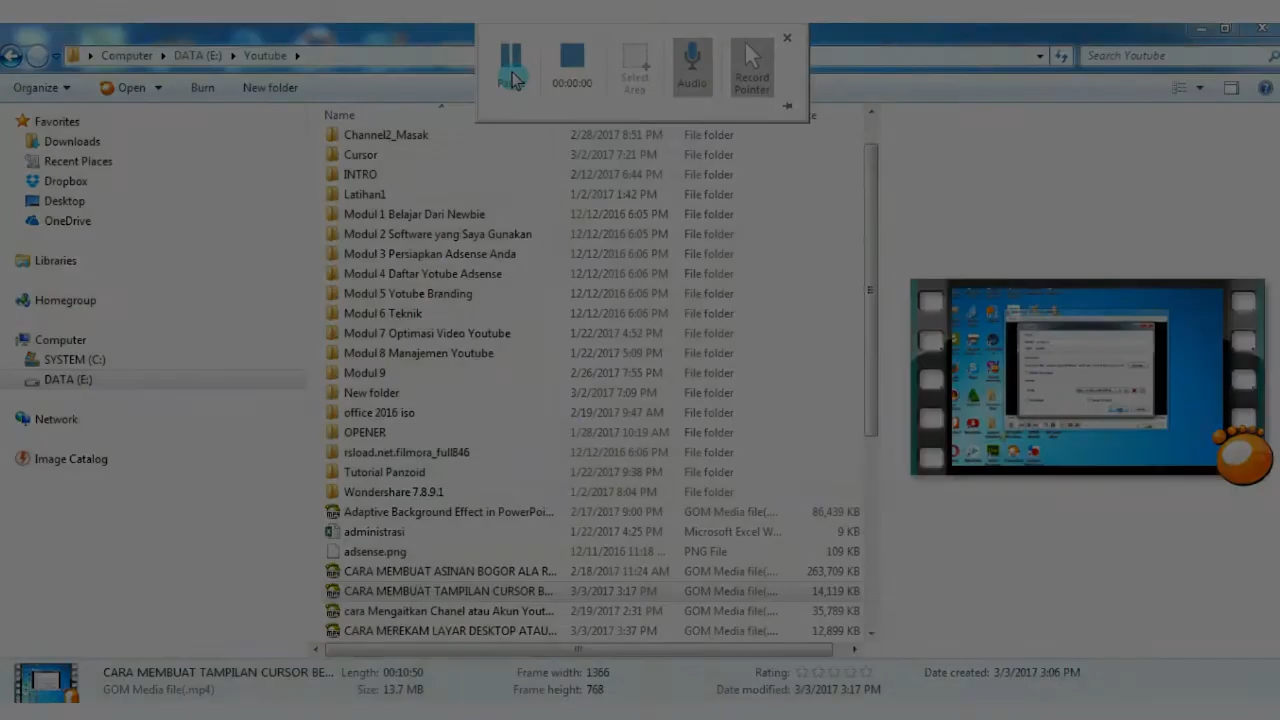 Pause
00:00:00
Select
Area
Audio
Record
Pointer
Computer DATA (E:) Youtube
Search Youtube
Organize Open Burn New folder
Name
Favorites
Downloads
Recent Places
Dropbox
Desktop
OneDrive
Libraries
Homegroup
Computer
SYSTEM (C:)
DATA (E:)
Network
Image Catalog
Channel2_Masak 2/28/2017 8:51 PM File folder
Cursor 3/2/2017 7:21 PM File folder
INTRO 2/12/2017 6:44 PM File folder
Latihan1 1/2/2017 1:42 PM File folder
Modul 1 Belajar Dari Newbie 12/12/2016 6:05 PM File folder
Modul 2 Software yang Saya Gunakan 12/12/2016 6:05 PM File folder
Modul 3 Persiapkan Adsense Anda 12/12/2016 6:06 PM File folder
Modul 4 Daftar Yotube Adsense 12/12/2016 6:06 PM File folder
Modul 5 Yotube Branding 12/12/2016 6:06 PM File folder
Modul 6 Teknik 12/12/2016 6:06 PM File folder
Modul 7 Optimasi Video Youtube 1/22/2017 4:52 PM File folder
Modul 8 Manajemen Youtube 1/22/2017 5:09 PM File folder
Modul 9 2/26/2017 7:55 PM File folder
New folder 3/2/2017 7:09 PM File folder
office 2016 iso 2/19/2017 9:47 AM File folder
OPENER 1/28/2017 10:19 AM File folder
rsload.net.filmora_full846 12/12/2016 6:06 PM File folder
Tutorial Panzoid 1/22/2017 9:38 PM File folder
Wondershare 7.8.9.1 1/2/2017 8:04 PM File folder
Adaptive Background Effect in PowerPoi... 2/17/2017 9:00 PM GOM Media file(.... 86,439 KB
administrasi 1/22/2017 4:25 PM Microsoft Excel W... 9 KB
adsense.png 12/11/2016 11:18 ... PNG File 109 KB
CARA MEMBUAT ASINAN BOGOR ALA R... 2/18/2017 11:24 AM GOM Media file(.... 263,709 KB
CARA MEMBUAT TAMPILAN CURSOR B... 3/3/2017 3:17 PM GOM Media file(.... 14,119 KB
cara Mengaitkan Chanel atau Akun Yout... 2/19/2017 2:31 PM GOM Media file(.... 35,789 KB
CARA MEREKAM LAYAR DESKTOP ATAU... 3/3/2017 3:37 PM GOM Media file(.... 12,899 KB
CARA MEMBUAT TAMPILAN CURSOR BE... Length: 00:10:50 Frame width: 1366 Rating: Date created: 3/3/2017 3:06 PM
GOM Media file(.mp4) Size: 13.7 MB Frame height: 768 Date modified: 3/3/2017 3:17 PM